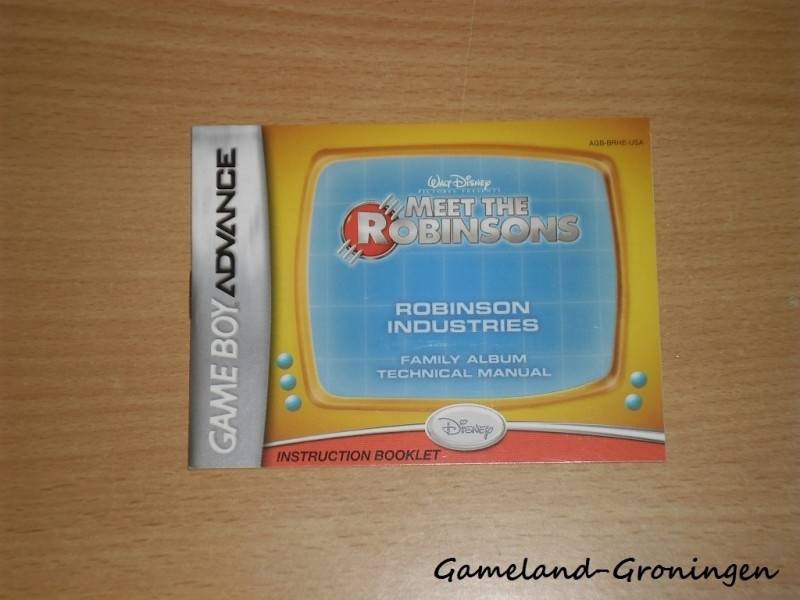 AGB-BRHE-USA
GAME BOY ADVANCE
WALT DISNEY
PICTURES PRESENTS
MEET THE
ROBINSONS
ROBINSON
INDUSTRIES
FAMILY ALBUM
TECHNICAL MANUAL
Disney
INSTRUCTION BOOKLET
Gameland-Groningen